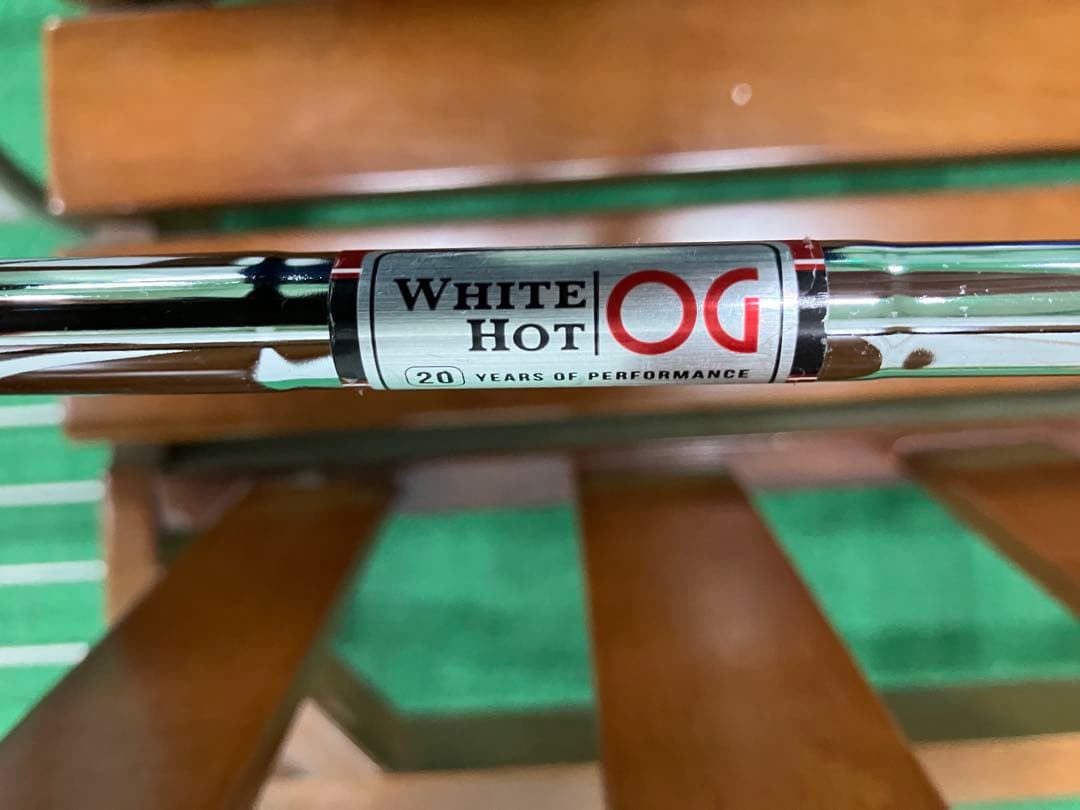 WHITE
HOT
OG
20 YEARS OF PERFORMANCE